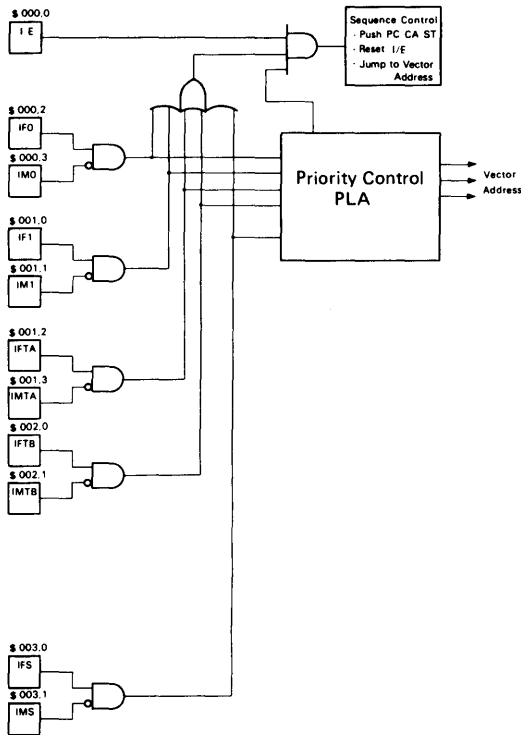 $ 000,0
I E
Sequence Control
· Push PC CA ST
· Reset I/E
· Jump to Vector
Address
$ 000,2
IF0
$ 000,3
IM0
Priority Control
PLA
Vector
Address
$ 001,0
IF1
$ 001,1
IM1
$ 001,2
IFTA
$ 001,3
IMTA
$ 002,0
IFTB
$ 002,1
IMTB
$ 003,0
IFS
$ 003,1
IMS